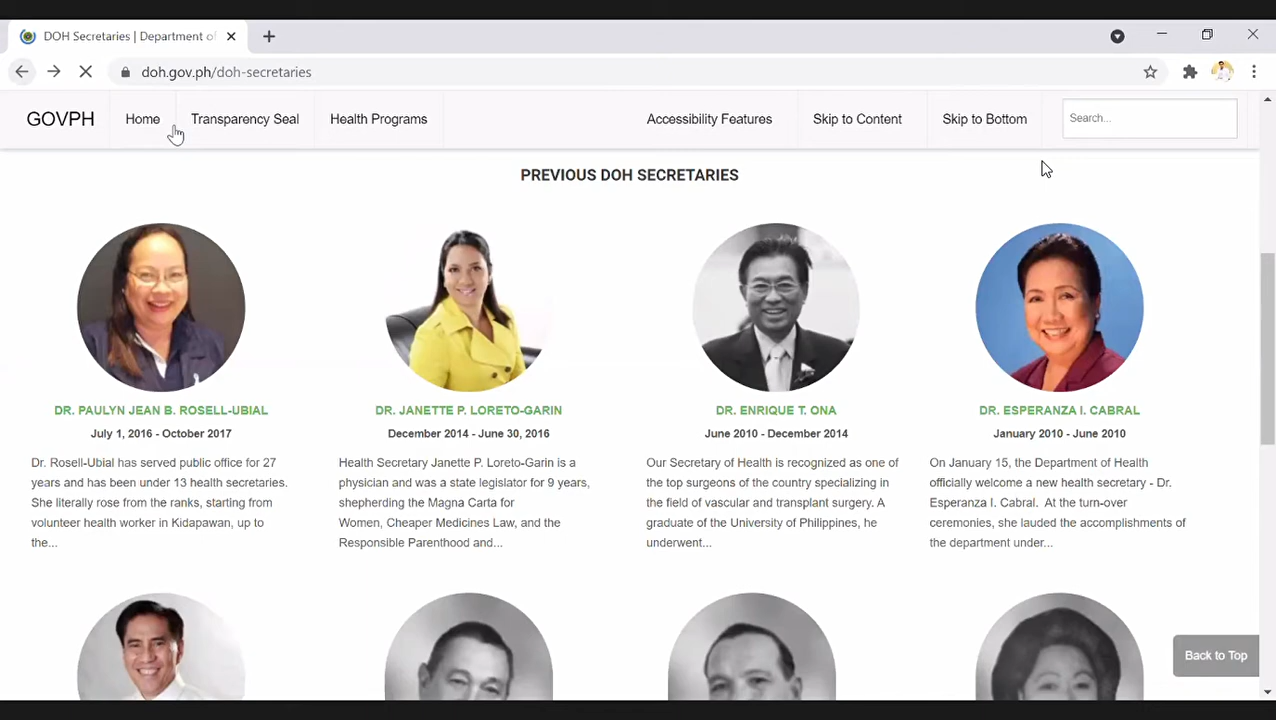 DOH Secretaries | Department of
doh.gov.ph/doh-secretaries
GOVPH Home Transparency Seal Health Programs Accessibility Features Skip to Content Skip to Bottom Search...
PREVIOUS DOH SECRETARIES
DR. PAULYN JEAN B. ROSELL-UBIAL
July 1, 2016 - October 2017
Dr. Rosell-Ubial has served public office for 27
years and has been under 13 health secretaries.
She literally rose from the ranks, starting from
volunteer health worker in Kidapawan, up to
the...
DR. JANETTE P. LORETO-GARIN
December 2014 - June 30, 2016
Health Secretary Janette P. Loreto-Garin is a
physician and was a state legislator for 9 years,
shepherding the Magna Carta for
Women, Cheaper Medicines Law, and the
Responsible Parenthood and...
DR. ENRIQUE T. ONA
June 2010 - December 2014
Our Secretary of Health is recognized as one of
the top surgeons of the country specializing in
the field of vascular and transplant surgery. A
graduate of the University of Philippines, he
underwent...
DR. ESPERANZA I. CABRAL
January 2010 - June 2010
On January 15, the Department of Health
officially welcome a new health secretary - Dr.
Esperanza I. Cabral. At the turn-over
ceremonies, she lauded the accomplishments of
the department under...
Back to Top